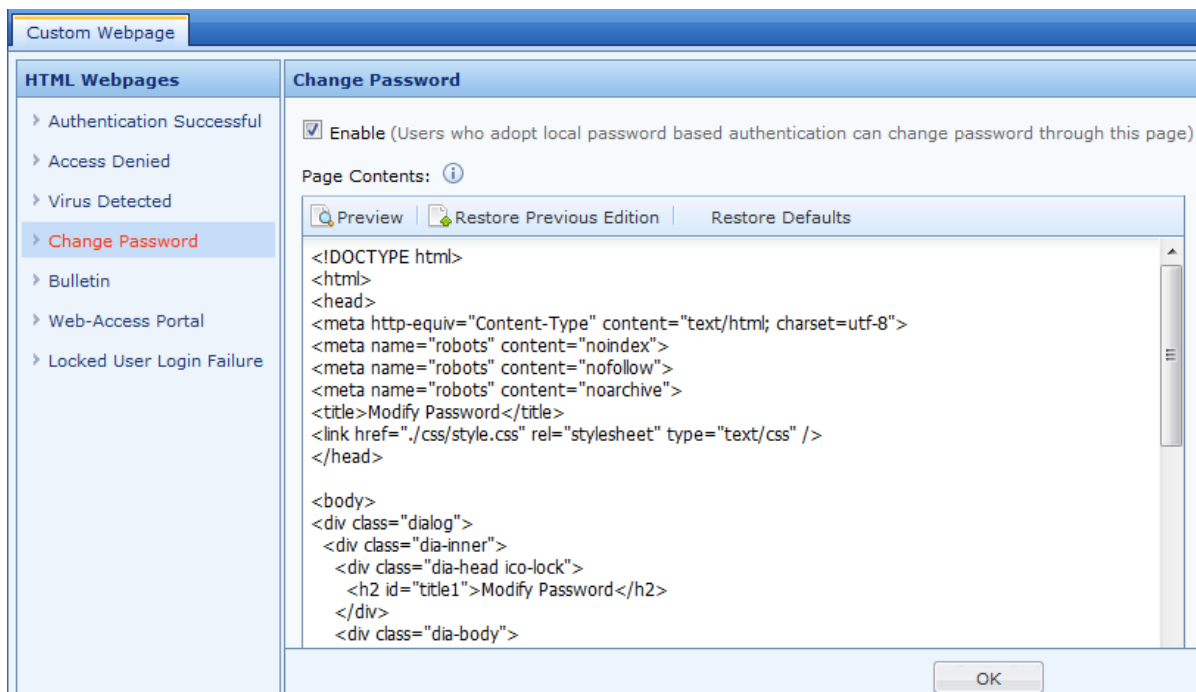 Custom Webpage
HTML Webpages
Authentication Successful
Access Denied
Virus Detected
Change Password
Bulletin
Web-Access Portal
Locked User Login Failure
Change Password
Enable (Users who adopt local password based authentication can change password through this page)
Page Contents:
Preview Restore Previous Edition Restore Defaults
<!DOCTYPE html>
<html>
<head>
<meta http-equiv="Content-Type" content="text/html; charset=utf-8">
<meta name="robots" content="noindex">
<meta name="robots" content="nofollow">
<meta name="robots" content="noarchive">
<title>Modify Password</title>
<link href="./css/style.css" rel="stylesheet" type="text/css" />
</head>
<body>
<div class="dialog">
<div class="dia-inner">
<div class="dia-head ico-lock">
<h2 id="title1">Modify Password</h2>
</div>
<div class="dia-body">
OK